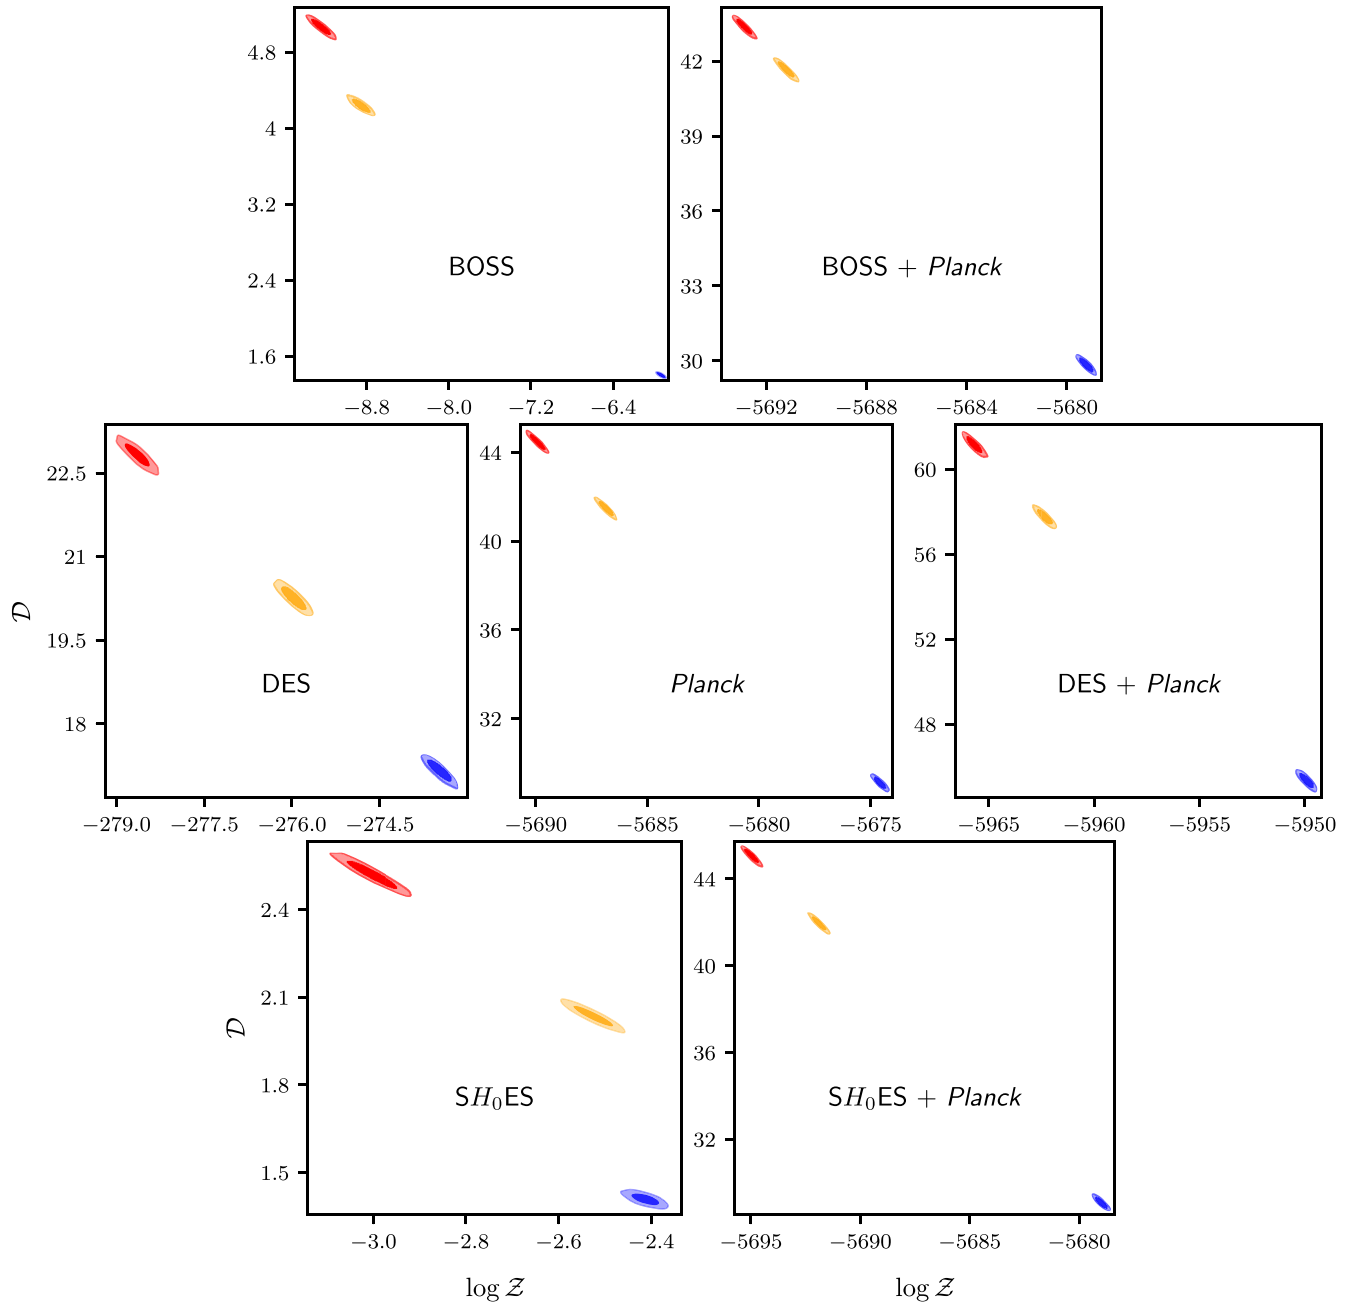 4.8
4
3.2
2.4
1.6
BOSS
−8.8 −8.0 −7.2 −6.4
42
39
36
33
30
BOSS + Planck
−5692 −5688 −5684 −5680
𝒟
22.5
21
19.5
18
DES
−279.0 −277.5 −276.0 −274.5
44
40
36
32
Planck
−5690 −5685 −5680 −5675
60
56
52
48
DES + Planck
−5965 −5960 −5955 −5950
𝒟
2.4
2.1
1.8
1.5
SH₀ES
−3.0 −2.8 −2.6 −2.4
log 𝒵
44
40
36
32
SH₀ES + Planck
−5695 −5690 −5685 −5680
log 𝒵